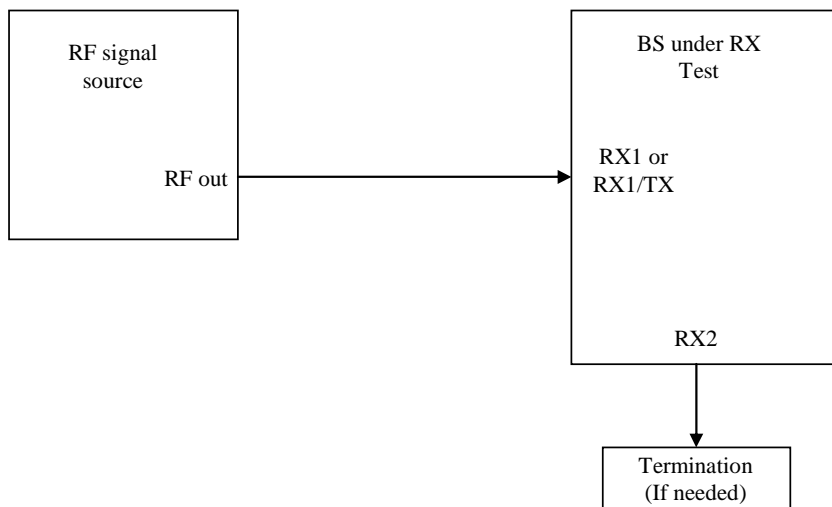 RF signal
source
RF out
BS under RX
Test
RX1 or
RX1/TX
RX2
Termination
(If needed)